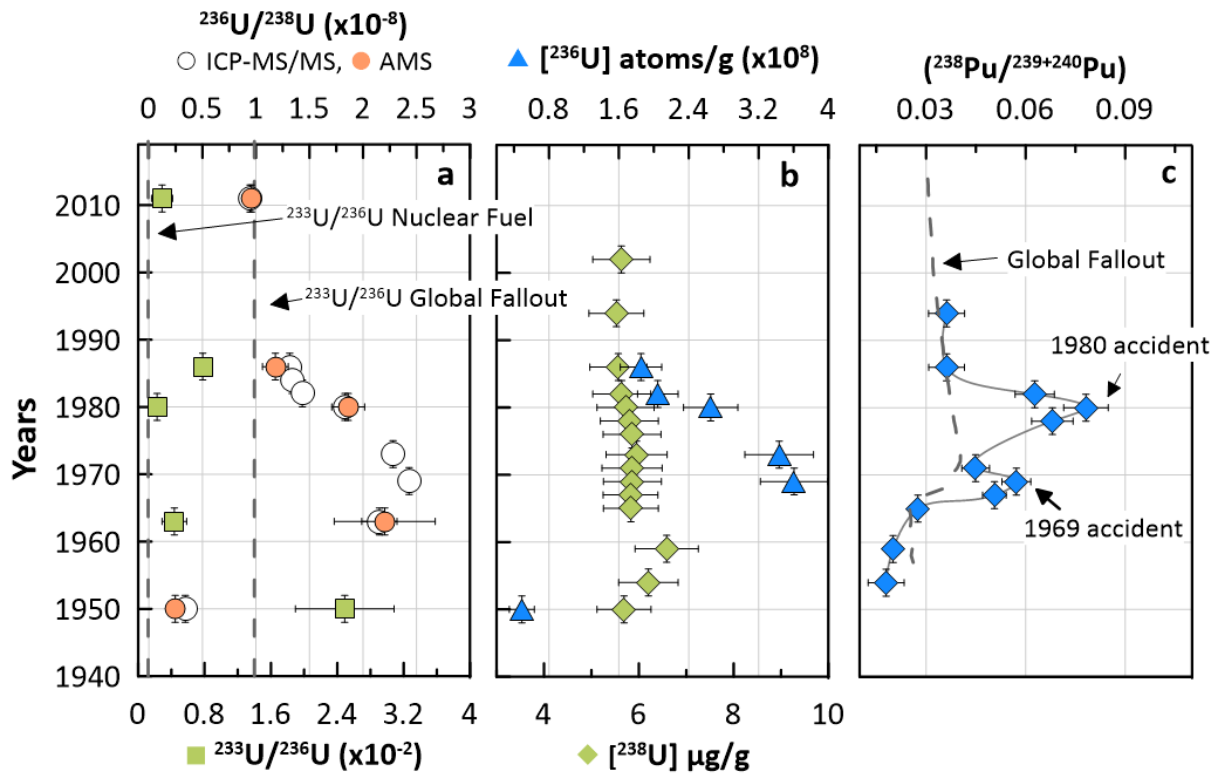 ²³⁶U/²³⁸U (x10⁻⁸)
○ ICP-MS/MS, ● AMS
▲ [²³⁶U] atoms/g (x10⁸)
(²³⁸Pu/²³⁹⁺²⁴⁰Pu)
0 0.5 1 1.5 2 2.5 3
0.8 1.6 2.4 3.2 4
0.03 0.06 0.09
a
b
c
Years
2010
2000
1990
1980
1970
1960
1950
1940
²³³U/²³⁶U Nuclear Fuel
²³³U/²³⁶U Global Fallout
Global Fallout
1980 accident
1969 accident
0 0.8 1.6 2.4 3.2 4
4 6 8 10
■ ²³³U/²³⁶U (x10⁻²)
◆ [²³⁸U] µg/g